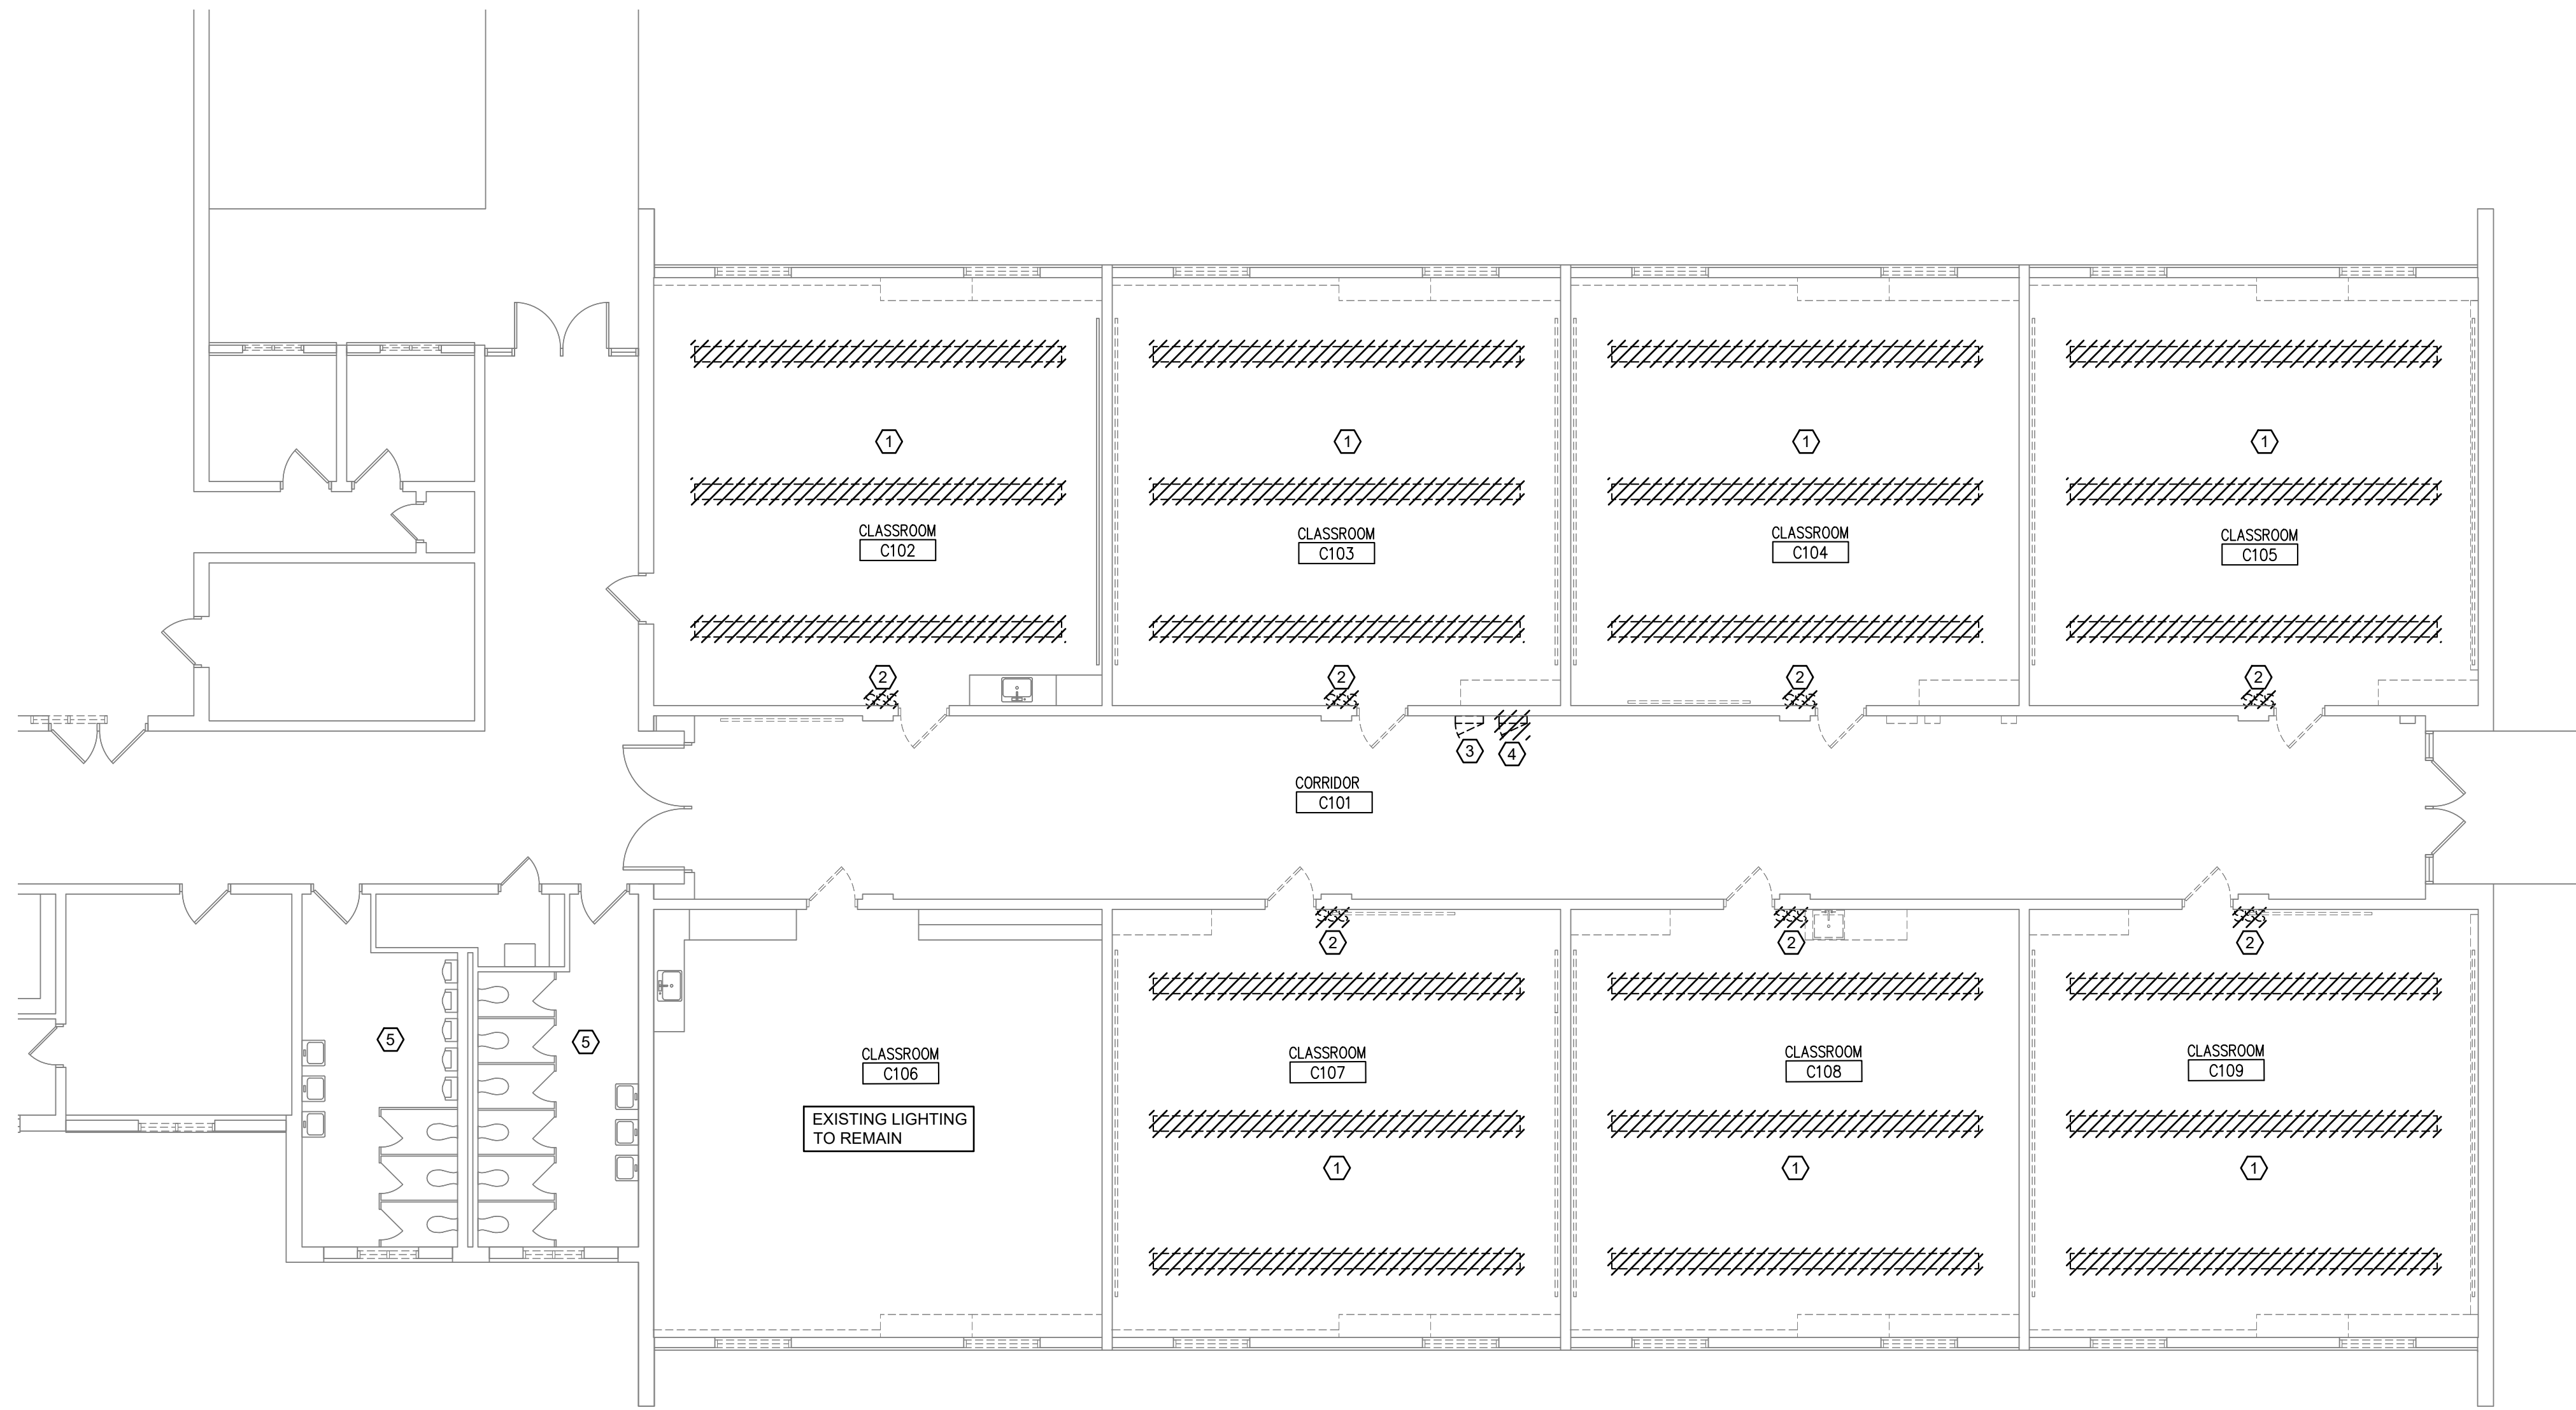 1
1
1
1
CLASSROOM
C102
CLASSROOM
C103
CLASSROOM
C104
CLASSROOM
C105
2
2
2
2
3
4
CORRIDOR
C101
2
2
2
5
5
CLASSROOM
C106
CLASSROOM
C107
CLASSROOM
C108
CLASSROOM
C109
EXISTING LIGHTING
TO REMAIN
1
1
1